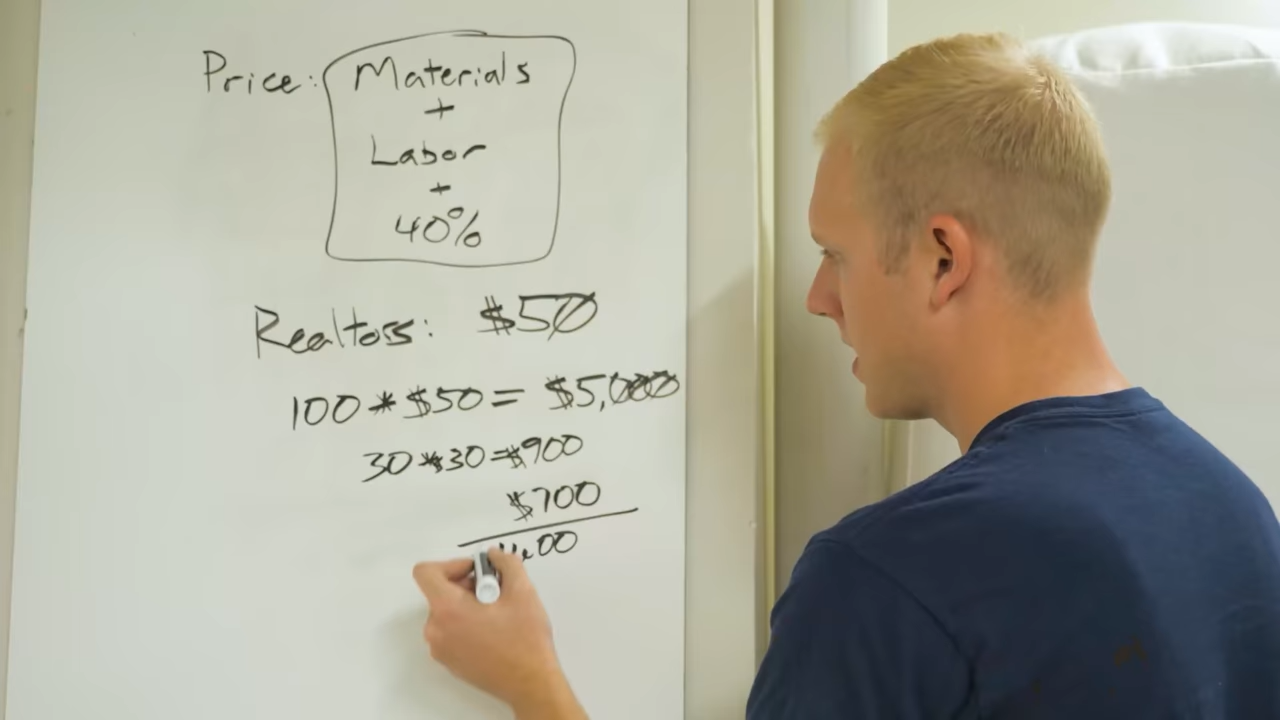 Price: Materials
+
Labor
+
40%
Realtors: $50
100 * $50 = $5,000
30 * 30 = $900
$700